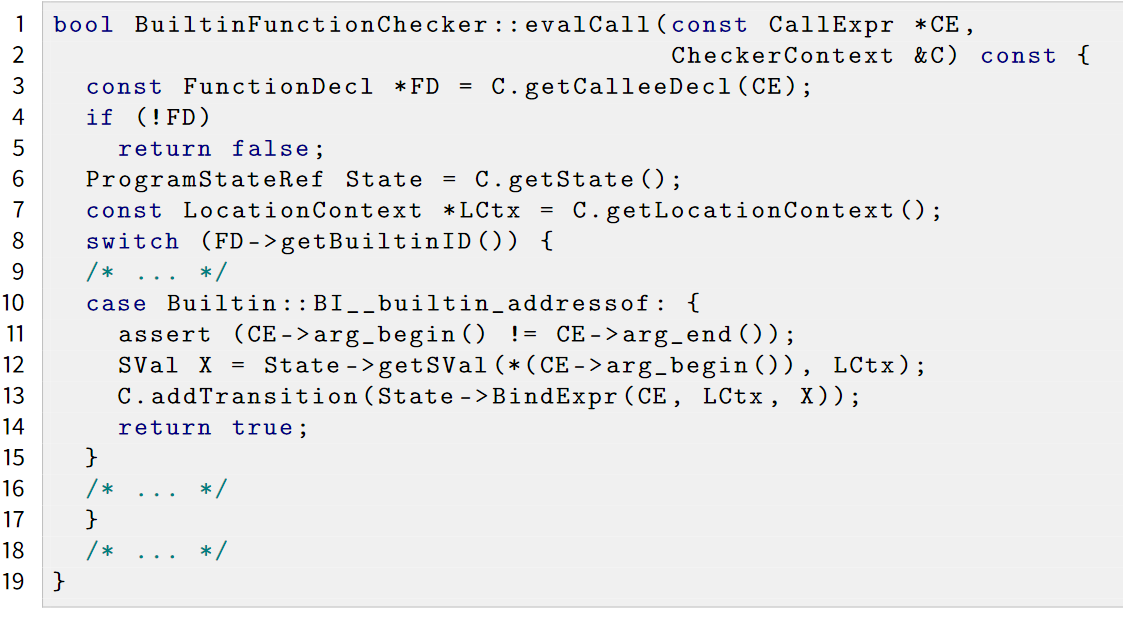 1 bool BuiltinFunctionChecker::evalCall(const CallExpr *CE,
2                                       CheckerContext &C) const {
3   const FunctionDecl *FD = C.getCalleeDecl(CE);
4   if (!FD)
5     return false;
6   ProgramStateRef State = C.getState();
7   const LocationContext *LCtx = C.getLocationContext();
8   switch (FD->getBuiltinID()) {
9   /* ... */
10   case Builtin::BI__builtin_addressof: {
11     assert (CE->arg_begin() != CE->arg_end());
12     SVal X = State->getSVal(*(CE->arg_begin()), LCtx);
13     C.addTransition(State->BindExpr(CE, LCtx, X));
14     return true;
15   }
16   /* ... */
17   }
18   /* ... */
19 }